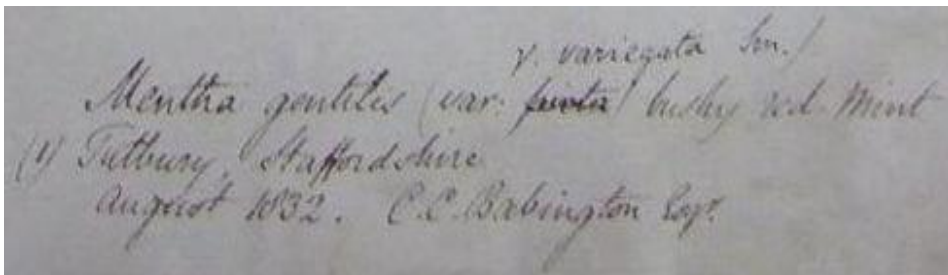 γ. variegata Sm.)
Mentha gentilis (var: bushy red Mint
(1) Tutbury, Staffordshire
August 1832. C.C. Babington Esqr.